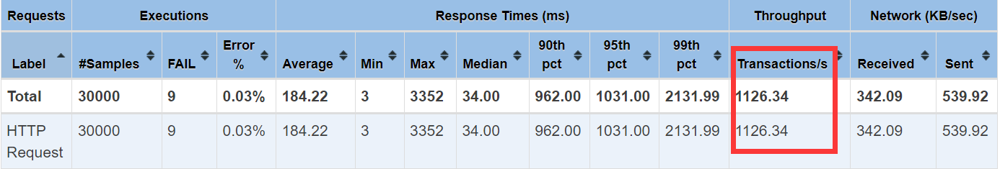 Requests Executions Response Times (ms) Throughput Network (KB/sec)
Label #Samples FAIL Error % Average Min Max Median 90th pct 95th pct 99th pct Transactions/s Received Sent
Total 30000 9 0.03% 184.22 3 3352 34.00 962.00 1031.00 2131.99 1126.34 342.09 539.92
HTTP Request 30000 9 0.03% 184.22 3 3352 34.00 962.00 1031.00 2131.99 1126.34 342.09 539.92